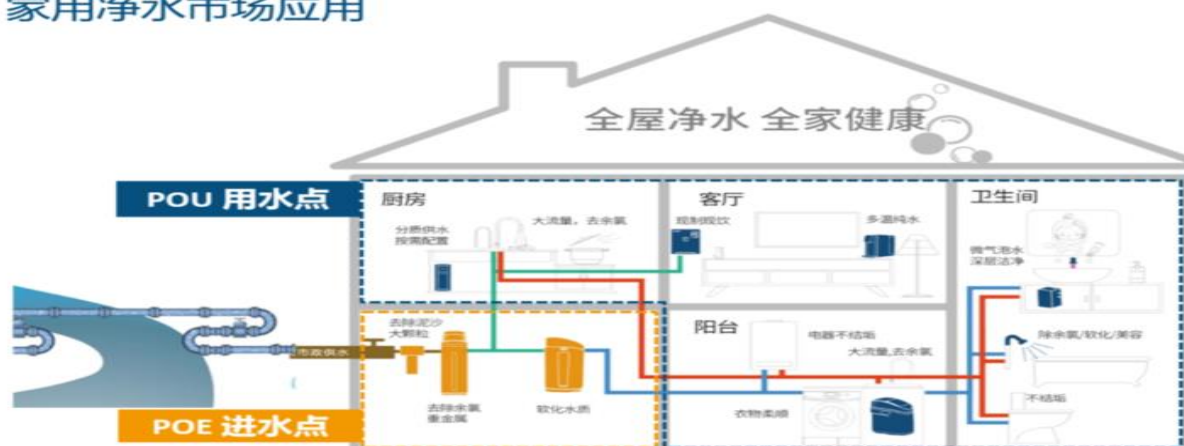 家用净水市场应用
全屋净水 全家健康
POU 用水点
厨房
分质供水
按需配置
大流量，去余氯
客厅
现制现饮
多温纯水
卫生间
微气泡水
深层洁净
除余氯/软化/美容
不结垢
阳台
电器不结垢
大流量,去余氯
衣物柔顺
去除泥沙
大颗粒
市政供水
去除余氯
重金属
软化水质
POE 进水点